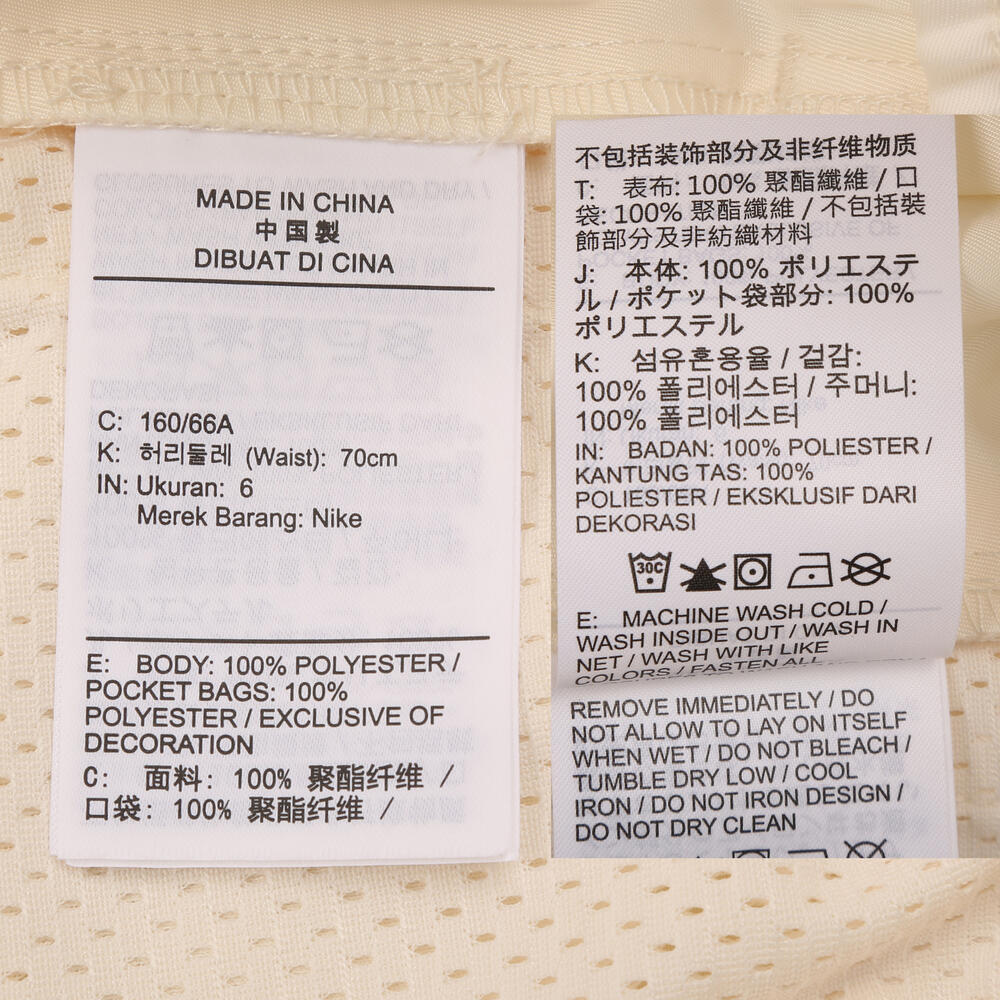 MADE IN CHINA
中国製
DIBUAT DI CINA
C: 160/66A
K: 허리둘레 (Waist): 70cm
IN: Ukuran: 6
Merek Barang: Nike
E: BODY: 100% POLYESTER /
POCKET BAGS: 100%
POLYESTER / EXCLUSIVE OF
DECORATION
C: 面料: 100% 聚酯纤维 /
口袋: 100% 聚酯纤维 /
不包括装饰部分及非纤维物质
T: 表布: 100% 聚酯纖維 / 口
袋: 100% 聚酯纖維 / 不包括裝
飾部分及非紡織材料
J: 本体: 100% ポリエステ
ル / ポケット袋部分: 100%
ポリエステル
K: 섬유혼용율 / 겉감:
100% 폴리에스터 / 주머니:
100% 폴리에스터
IN: BADAN: 100% POLIESTER /
KANTUNG TAS: 100%
POLIESTER / EKSKLUSIF DARI
DEKORASI
30C
E: MACHINE WASH COLD /
WASH INSIDE OUT / WASH IN
NET / WASH WITH LIKE
COLORS / FASTEN ALL
REMOVE IMMEDIATELY / DO
NOT ALLOW TO LAY ON ITSELF
WHEN WET / DO NOT BLEACH /
TUMBLE DRY LOW / COOL
IRON / DO NOT IRON DESIGN /
DO NOT DRY CLEAN